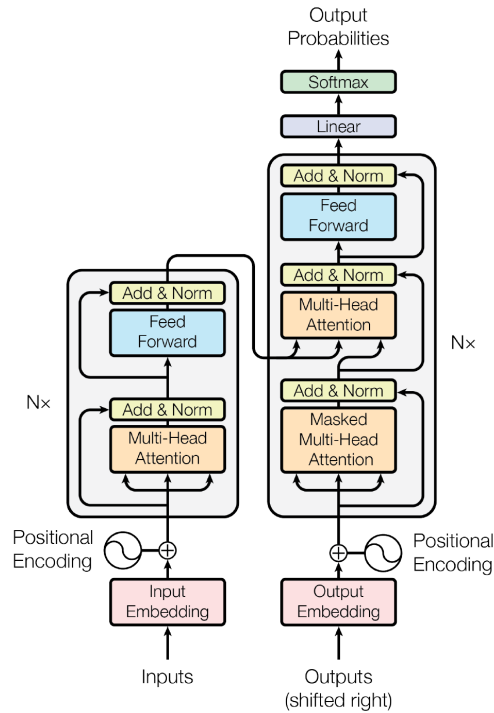 Output
Probabilities
Softmax
Linear
Add & Norm
Feed
Forward
Add & Norm
Multi-Head
Attention
Add & Norm
Masked
Multi-Head
Attention
N×
Add & Norm
Feed
Forward
Add & Norm
Multi-Head
Attention
N×
Positional
Encoding
Positional
Encoding
Input
Embedding
Output
Embedding
Inputs
Outputs
(shifted right)